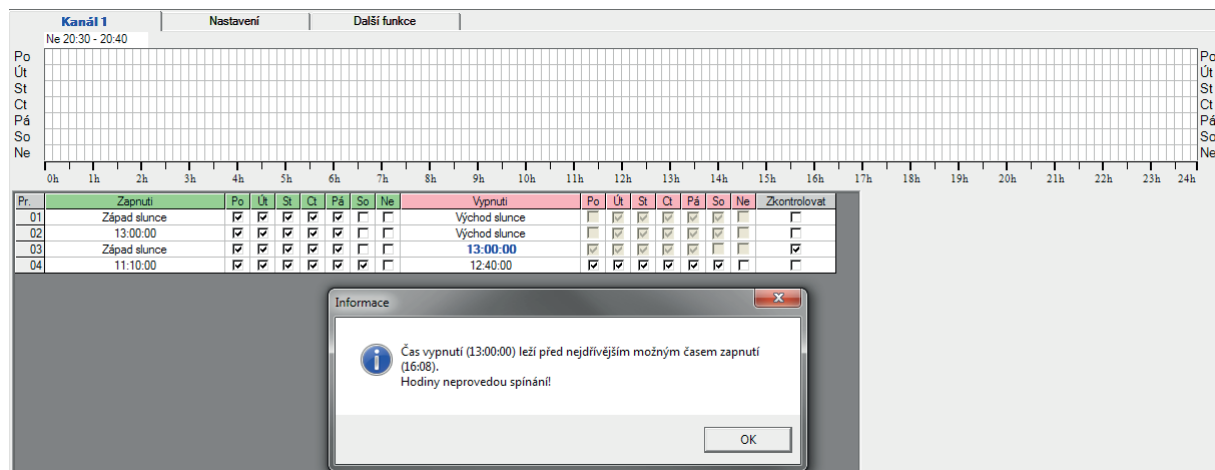 Kanál 1 Nastavení Další funkce
Ne 20:30 - 20:40
Po Po
Út Út
St St
Ct Ct
Pá Pá
So So
Ne Ne
0h 1h 2h 3h 4h 5h 6h 7h 8h 9h 10h 11h 12h 13h 14h 15h 16h 17h 18h 19h 20h 21h 22h 23h 24h
Pr. Zapnutí Po Út St Ct Pá So Ne Vypnutí Po Út St Ct Pá So Ne Zkontrolovat
01 Západ slunce Východ slunce
02 13:00:00 Východ slunce
03 Západ slunce 13:00:00
04 11:10:00 12:40:00
Informace
Čas vypnutí (13:00:00) leží před nejdřívějším možným časem zapnutí
(16:08).
Hodiny neprovedou spínání!
OK